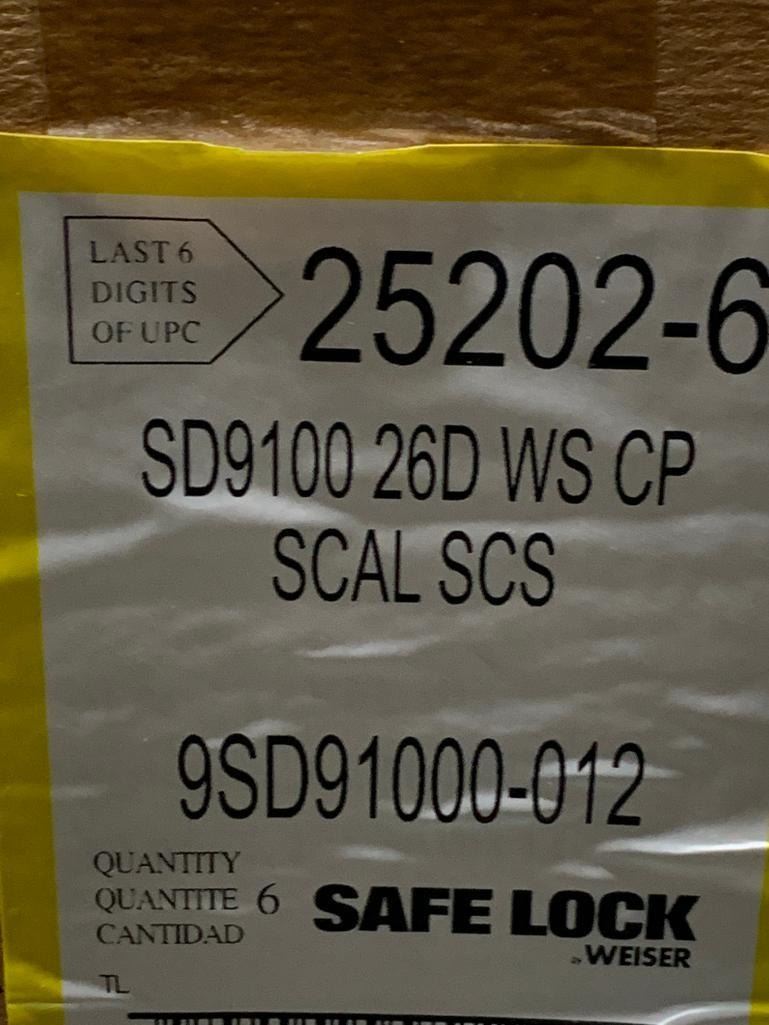 LAST 6
DIGITS
OF UPC
25202-6
SD9100 26D WS CP
SCAL SCS
9SD91000-012
QUANTITY
QUANTITE 6
CANTIDAD
SAFE LOCK
by WEISER
TL